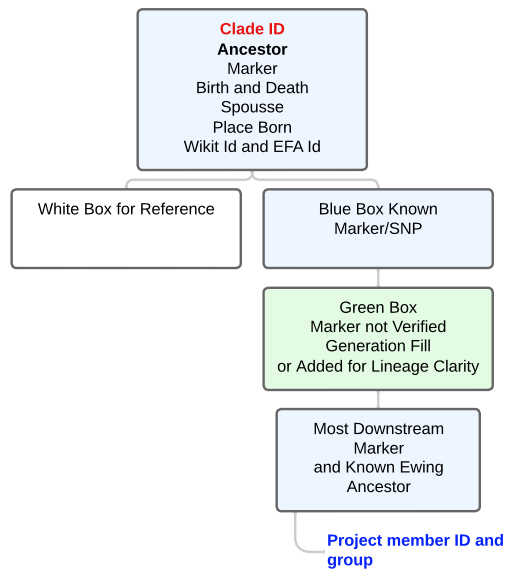 Clade ID
Ancestor
Marker
Birth and Death
Spousse
Place Born
Wikit Id and EFA Id
White Box for Reference
Blue Box Known
Marker/SNP
Green Box
Marker not Verified
Generation Fill
or Added for Lineage Clarity
Most Downstream
Marker
and Known Ewing
Ancestor
Project member ID and
group